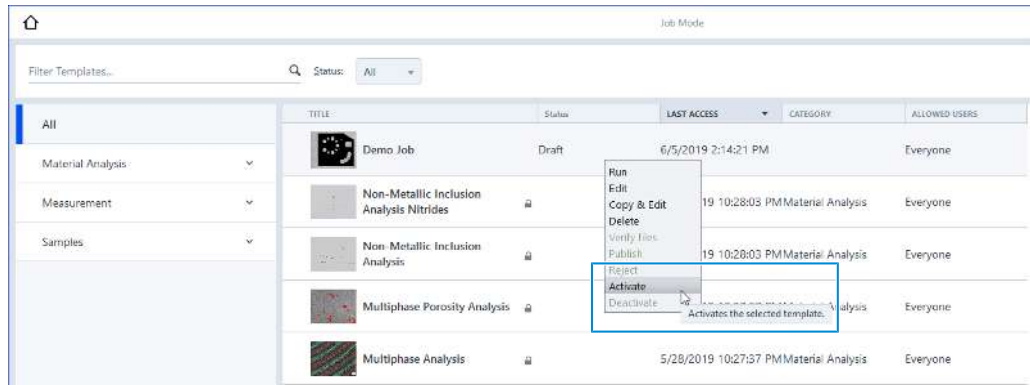 Job Mode
Filter Templates...
Status: All
All
Material Analysis
Measurement
Samples
TITLE Status LAST ACCESS CATEGORY ALLOWED USERS
Demo Job Draft 6/5/2019 2:14:21 PM Everyone
Non-Metallic Inclusion
Analysis Nitrides
19 10:28:03 PM Material Analysis Everyone
Non-Metallic Inclusion
Analysis
19 10:28:03 PM Material Analysis Everyone
Multiphase Porosity Analysis Everyone
Multiphase Analysis 5/28/2019 10:27:37 PM Material Analysis Everyone
Run
Edit
Copy & Edit
Delete
Verify Files
Publish
Reject
Activate
Deactivate
Activates the selected template.